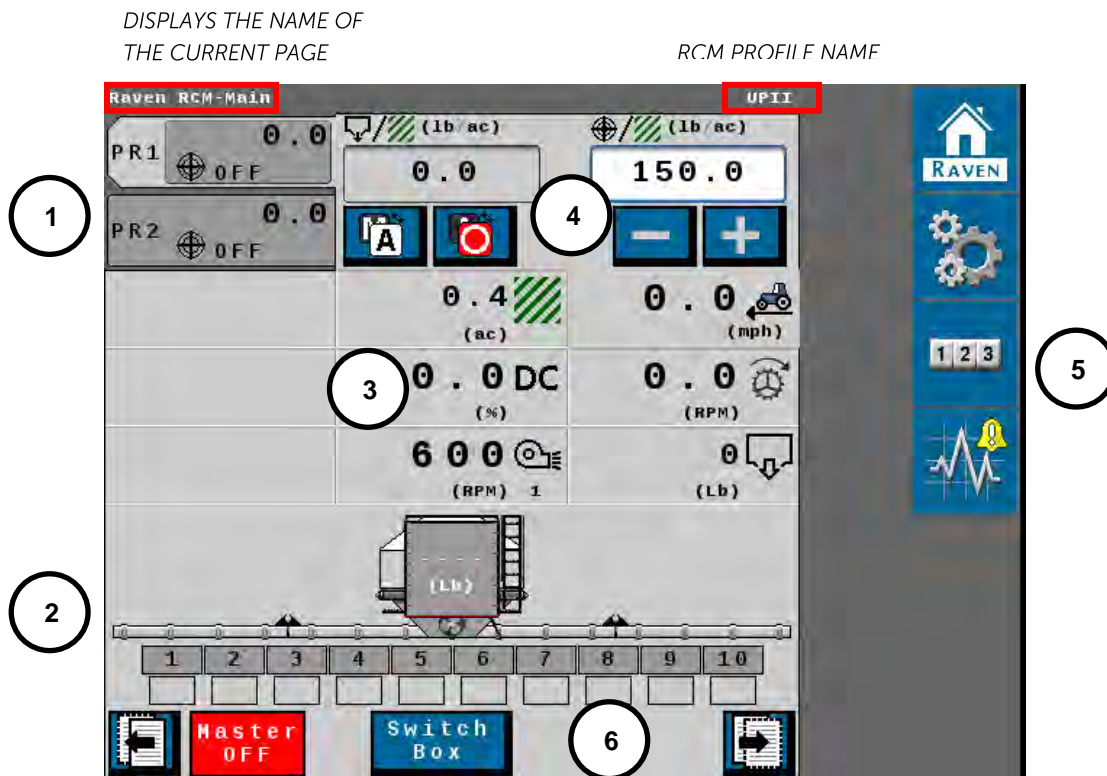 DISPLAYS THE NAME OF
THE CURRENT PAGE
RCM PROFILE NAME
Raven RCM-Main
UPII
PR1
0.0
OFF
/ (lb/ac)
0.0
/ (lb/ac)
150.0
RAVEN
1
PR2
0.0
OFF
A
4
− +
0.4
(ac)
0.0
(mph)
1 2 3
5
3
0.0 DC
(%)
0.0
(RPM)
600
(RPM) 1
0
(Lb)
- - - -
(Lb)
2
1 2 3 4 5 6 7 8 9 10
Master
OFF
Switch
Box
6